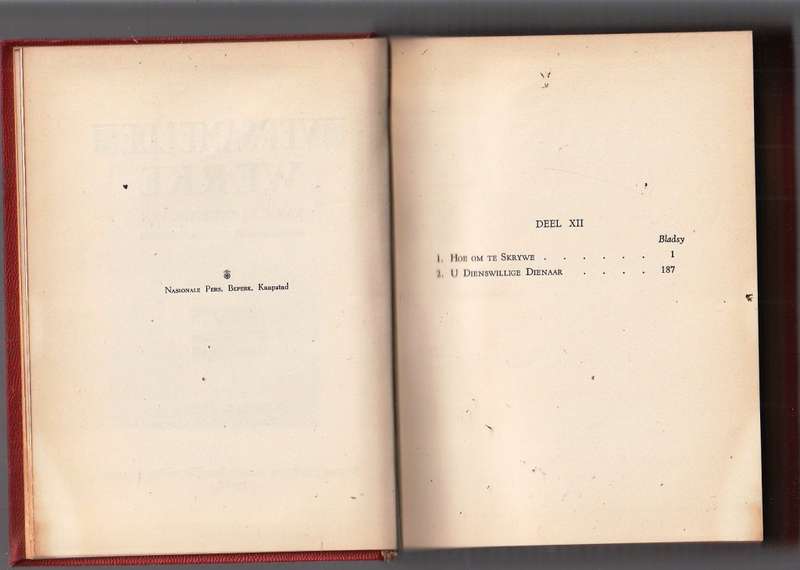 Nasionale Pers, Beperk, Kaapstad
DEEL XII
Bladsy
1. Hoe om te Skrywe . . . . . . . 1
2. U Dienswillige Dienaar . . . . 187